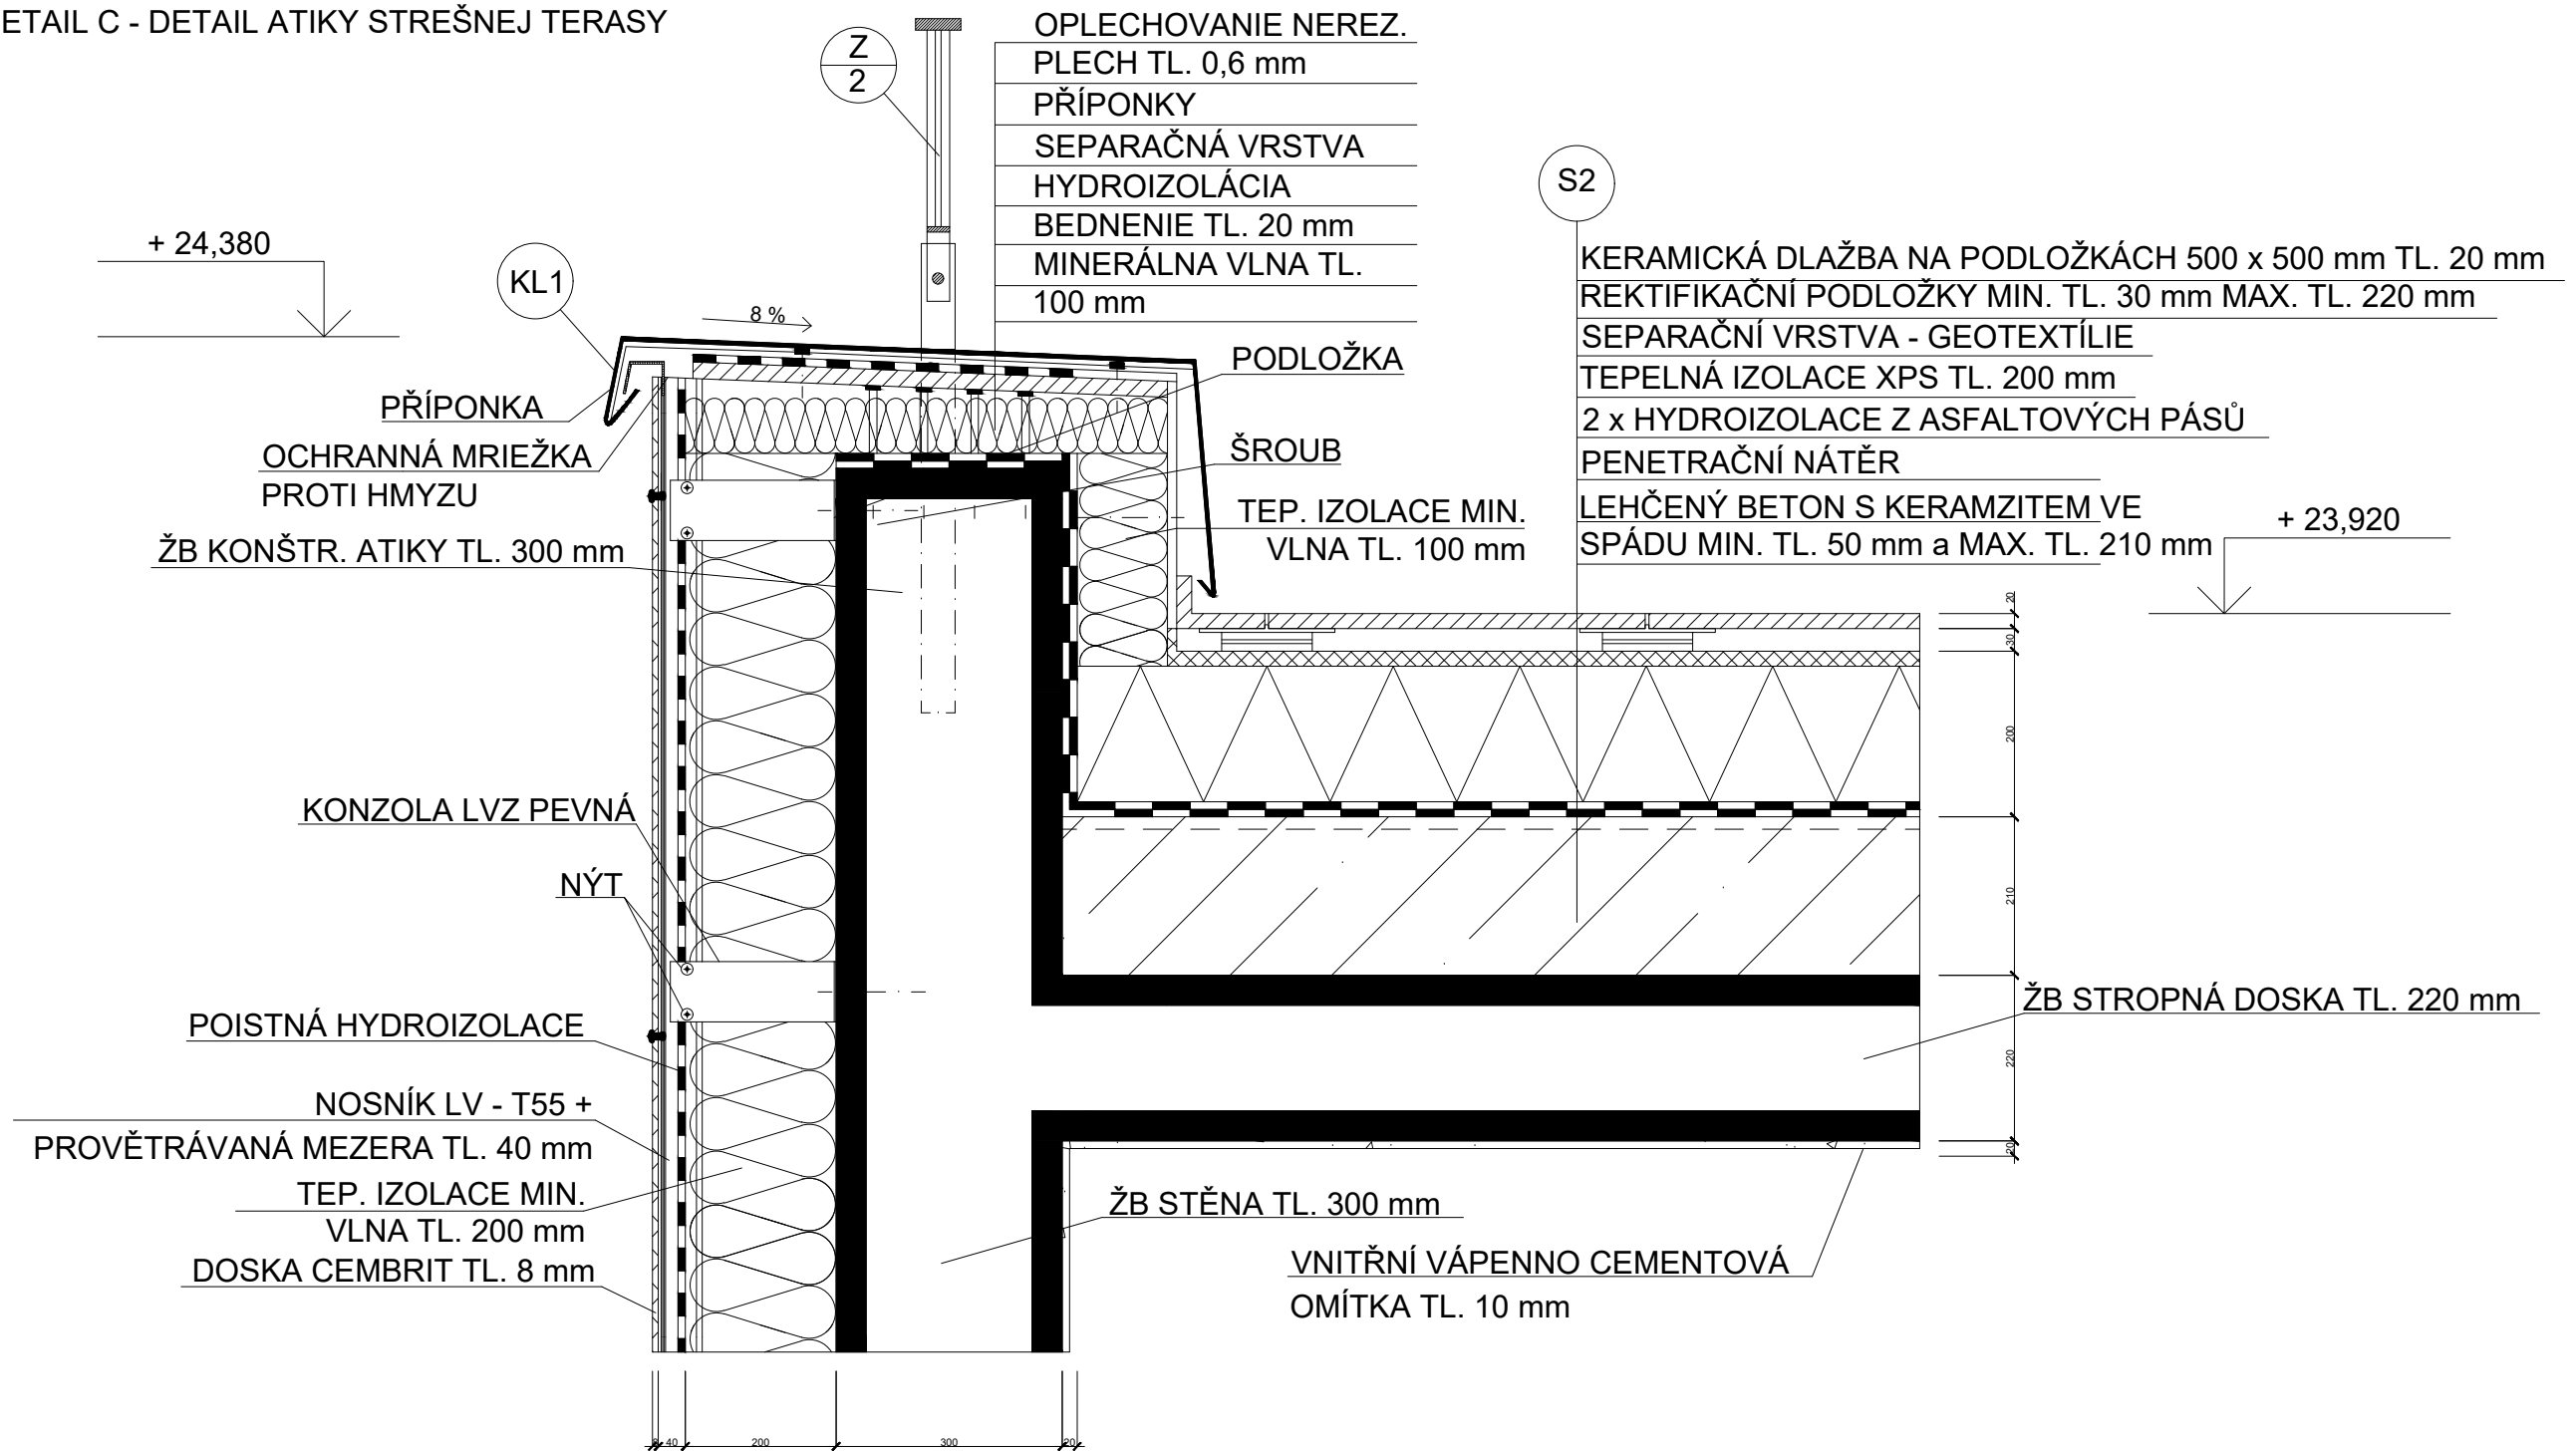 ETAIL C - DETAIL ATIKY STREŠNEJ TERASY
Z
2
OPLECHOVANIE NEREZ.
PLECH TL. 0,6 mm
PŘÍPONKY
SEPARAČNÁ VRSTVA
HYDROIZOLÁCIA
BEDNENIE TL. 20 mm
MINERÁLNA VLNA TL.
100 mm
S2
KERAMICKÁ DLAŽBA NA PODLOŽKÁCH 500 x 500 mm TL. 20 mm
REKTIFIKAČNÍ PODLOŽKY MIN. TL. 30 mm MAX. TL. 220 mm
SEPARAČNÍ VRSTVA - GEOTEXTÍLIE
TEPELNÁ IZOLACE XPS TL. 200 mm
2 x HYDROIZOLACE Z ASFALTOVÝCH PÁSŮ
PENETRAČNÍ NÁTĚR
LEHČENÝ BETON S KERAMZITEM VE
SPÁDU MIN. TL. 50 mm a MAX. TL. 210 mm
+ 24,380
KL1
8 %
+ 23,920
PODLOŽKA
ŠROUB
TEP. IZOLACE MIN.
VLNA TL. 100 mm
PŘÍPONKA
OCHRANNÁ MRIEŽKA
PROTI HMYZU
ŽB KONŠTR. ATIKY TL. 300 mm
KONZOLA LVZ PEVNÁ
NÝT
POISTNÁ HYDROIZOLACE
NOSNÍK LV - T55 +
PROVĚTRÁVANÁ MEZERA TL. 40 mm
TEP. IZOLACE MIN.
VLNA TL. 200 mm
DOSKA CEMBRIT TL. 8 mm
ŽB STROPNÁ DOSKA TL. 220 mm
ŽB STĚNA TL. 300 mm
VNITŘNÍ VÁPENNO CEMENTOVÁ
OMÍTKA TL. 10 mm
20
30
200
210
220
20
8
40
200
300
20